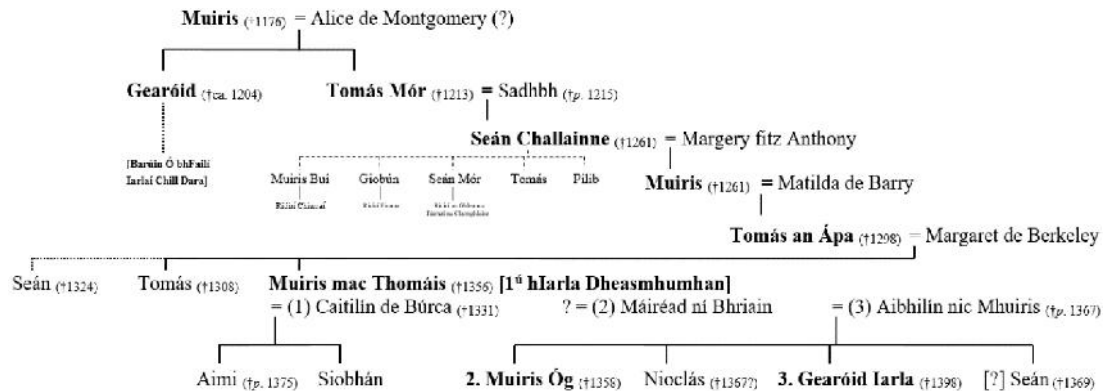 Muiris (†1176) = Alice de Montgomery (?)
Gearóid (†ca. 1204) Tomás Mór (†1213) = Sadhbh (†p. 1215)
Seán Challainne (†1261) = Margery fitz Anthony
[Barúin Ó bhFailí
Iarlaí Chill Dara]
Muiris Buí Giobún Seán Mór Tomás Pilib
Muiris (†1261) = Matilda de Barry
Tomás an Ápa (†1298) = Margaret de Berkeley
Seán (†1324) Tomás (†1308) Muiris mac Thomáis (†1356) [1ú hIarla Dheasmhumhan]
= (1) Caitilín de Búrca (†1331) ? = (2) Máiréad ní Bhriain = (3) Aibhilín nic Mhuiris (†p. 1367)
Aimi (†p. 1375) Siobhán 2. Muiris Óg (†1358) Nioclás (†1367?) 3. Gearóid Iarla (†1398) [?] Seán (†1369)